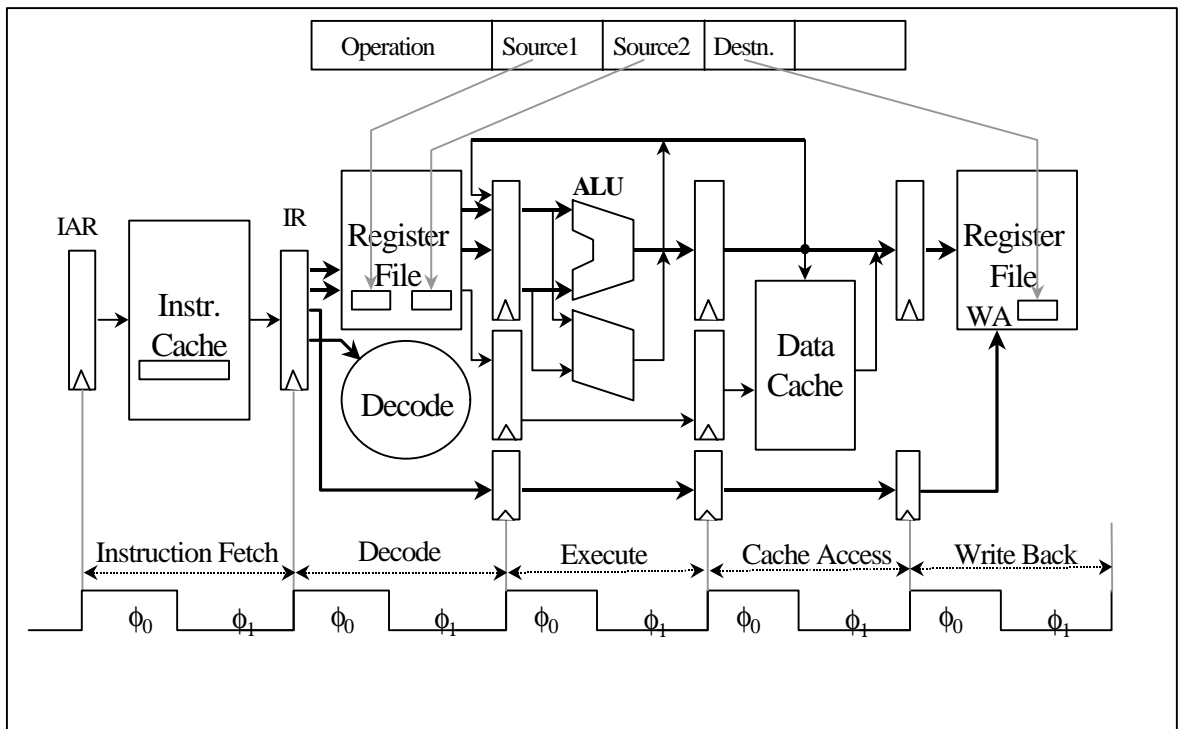 Operation Source1 Source2 Destn.
ALU
IAR
IR
Register
File
Register
File
Instr.
Cache
WA
Data
Cache
Decode
Instruction Fetch Decode Execute Cache Access Write Back
ϕ0 ϕ1 ϕ0 ϕ1 ϕ0 ϕ1 ϕ0 ϕ1 ϕ0 ϕ1